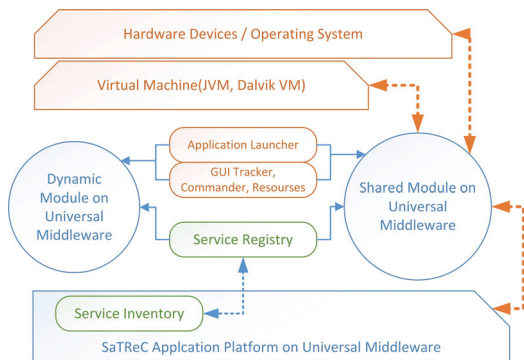 Hardware Devices / Operating System
Virtual Machine(JVM, Dalvik VM)
Application Launcher
GUI Tracker,
Commander, Resourses
Dynamic
Module on
Universal
Middleware
Shared Module on
Universal
Middleware
Service Registry
Service Inventory
SaTReC Applcation Platform on Universal Middleware